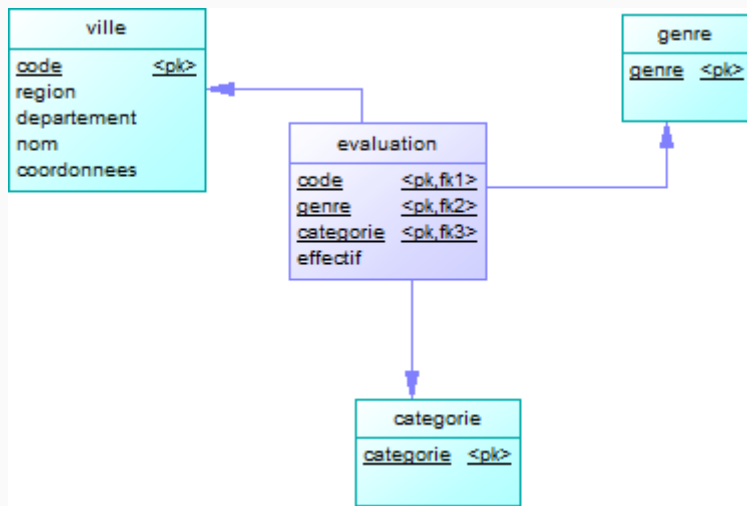 ville
code <pk>
region
departement
nom
coordonnees
genre
genre <pk>
evaluation
code <pk,fk1>
genre <pk,fk2>
categorie <pk,fk3>
effectif
categorie
categorie <pk>